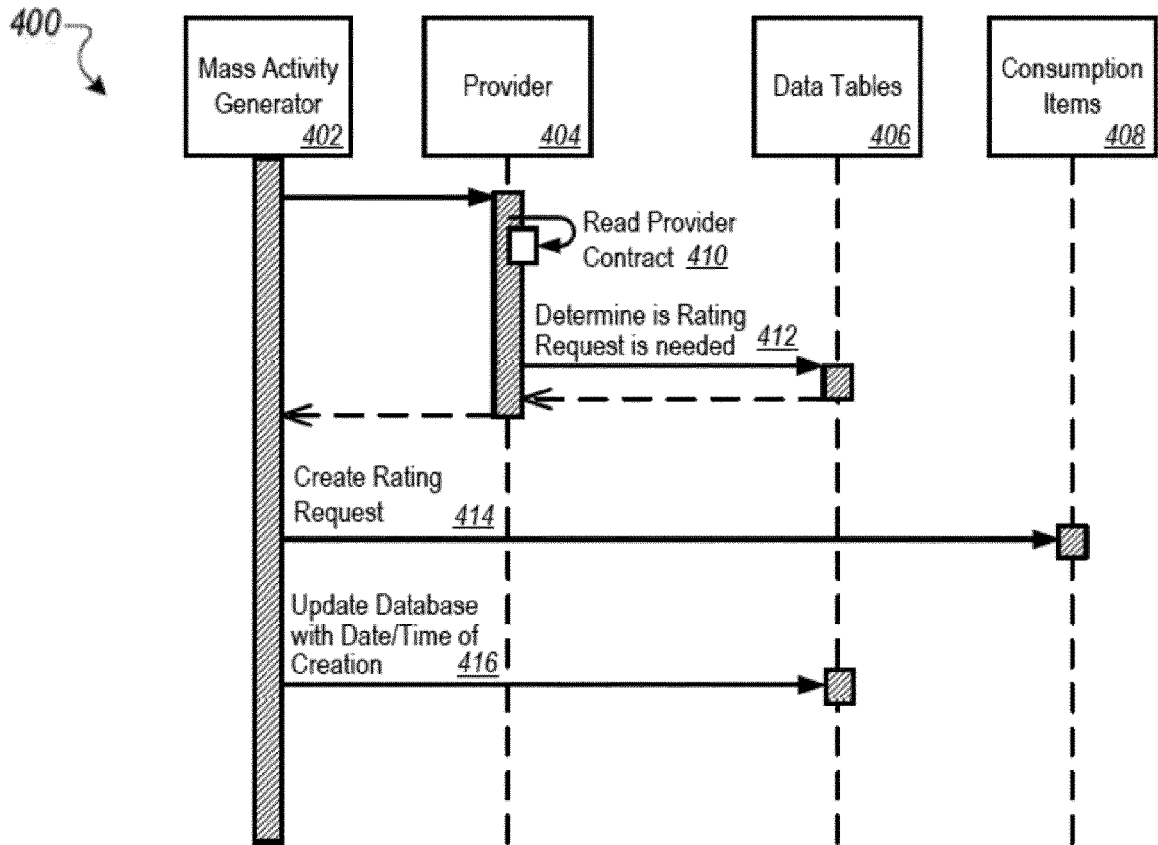 400
Mass Activity
Generator
402
Provider
404
Data Tables
406
Consumption
Items
408
Read Provider
Contract 410
Determine is Rating
Request is needed 412
Create Rating
Request 414
Update Database
with Date/Time of
Creation 416